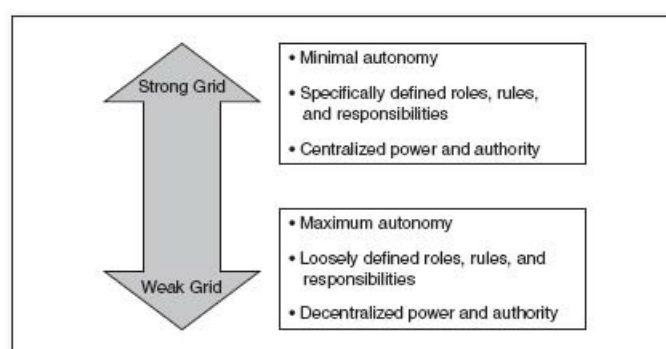 Strong Grid
• Minimal autonomy
• Specifically defined roles, rules,
and responsibilities
• Centralized power and authority
Weak Grid
• Maximum autonomy
• Loosely defined roles, rules, and
responsibilities
• Decentralized power and authority